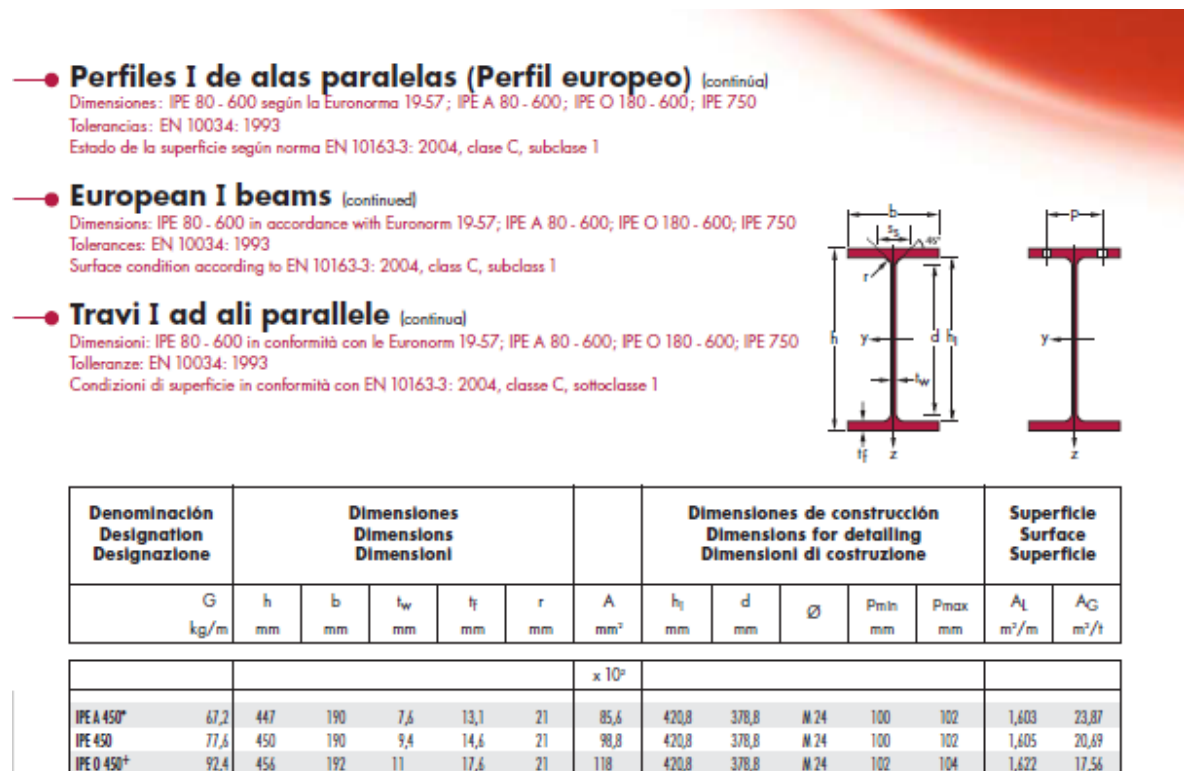 Perfiles I de alas paralelas (Perfil europeo) (continúa)
Dimensiones: IPE 80 - 600 según la Euronorma 19-57; IPE A 80 - 600; IPE O 180 - 600; IPE 750
Tolerancias: EN 10034: 1993
Estado de la superficie según norma EN 10163-3: 2004, clase C, subclase 1
European I beams (continued)
Dimensions: IPE 80 - 600 in accordance with Euronorm 19-57; IPE A 80 - 600; IPE O 180 - 600; IPE 750
Tolerances: EN 10034: 1993
Surface condition according to EN 10163-3: 2004, class C, subclass 1
Travi I ad ali parallele (continua)
Dimensioni: IPE 80 - 600 in conformità con le Euronorm 19-57; IPE A 80 - 600; IPE O 180 - 600; IPE 750
Tolleranze: EN 10034: 1993
Condizioni di superficie in conformità con EN 10163-3: 2004, classe C, sottoclasse 1
b p
ss 45°
r
h y d h1 y
tw
tf z z
Denominación Dimensiones Dimensiones de construcción Superficie
Designation Dimensions Dimensions for detailing Surface
Designazione Dimensioni Dimensioni di costruzione Superficie
G h b tw tf r A h1 d Ø Pmin Pmax AL AG
kg/m mm mm mm mm mm mm² mm mm mm mm m²/m m²/t
x 10²
IPE A 450* 67,2 447 190 7,6 13,1 21 85,6 420,8 378,8 M 24 100 102 1,603 23,87
IPE 450 77,6 450 190 9,4 14,6 21 98,8 420,8 378,8 M 24 100 102 1,605 20,69
IPE O 450+ 92,4 456 192 11 17,6 21 118 420,8 378,8 M 24 102 104 1,622 17,56